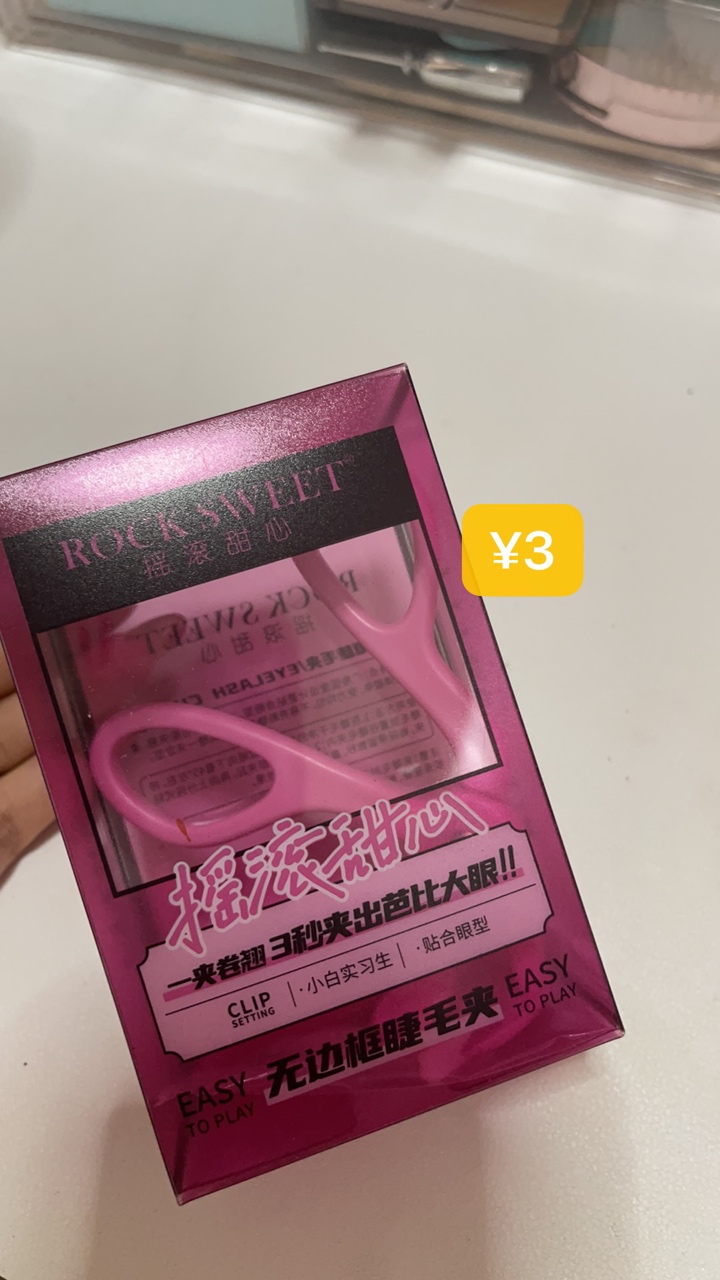 ROCK SWEET
摇滚甜心
¥3
ROCK SWEET
摇滚甜心
睫毛夹/EYELASH
摇滚甜心
一夹卷翘 3秒夹出芭比大眼!!
CLIP
SETTING
·小白实习生
·贴合眼型
EASY
TO PLAY
无边框睫毛夹
EASY
TO PLAY